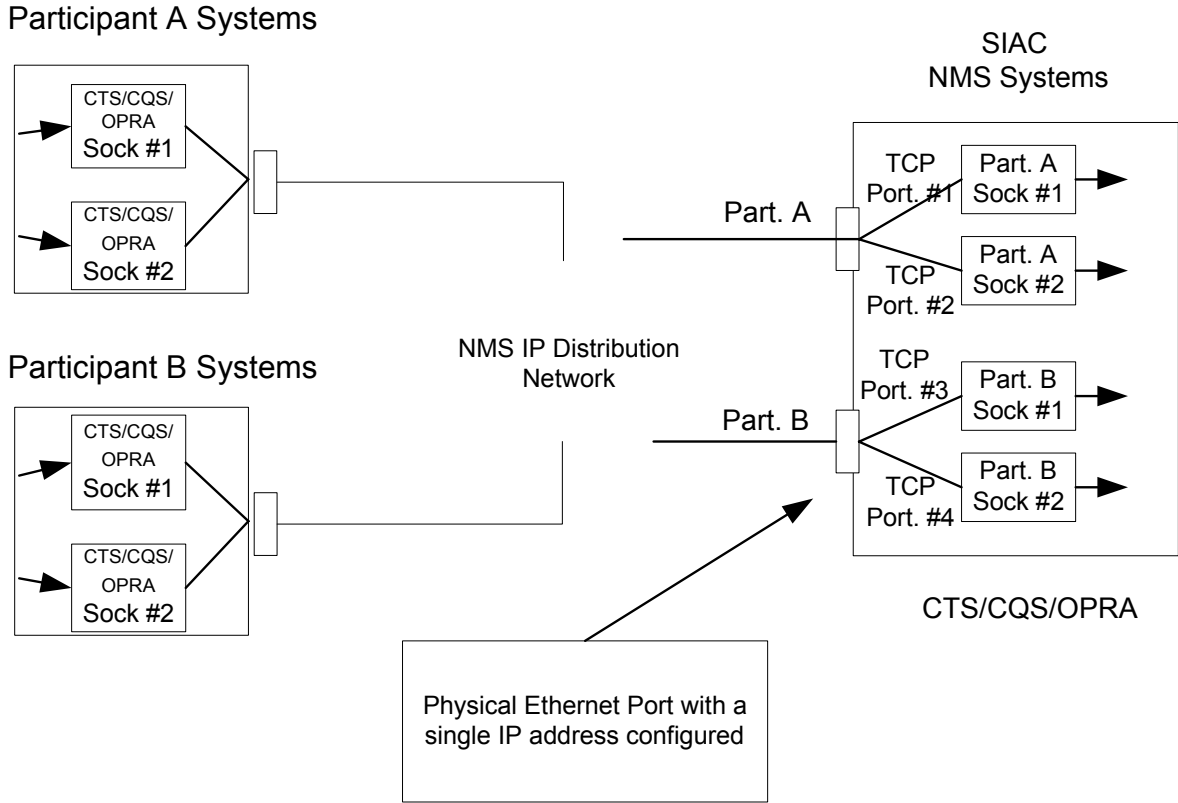 Participant A Systems
CTS/CQS/
OPRA
Sock #1
CTS/CQS/
OPRA
Sock #2
Participant B Systems
CTS/CQS/
OPRA
Sock #1
CTS/CQS/
OPRA
Sock #2
NMS IP Distribution
Network
Part. A
Part. B
SIAC
NMS Systems
TCP
Port. #1
Part. A
Sock #1
TCP
Port. #2
Part. A
Sock #2
TCP
Port. #3
Part. B
Sock #1
TCP
Port. #4
Part. B
Sock #2
CTS/CQS/OPRA
Physical Ethernet Port with a
single IP address configured